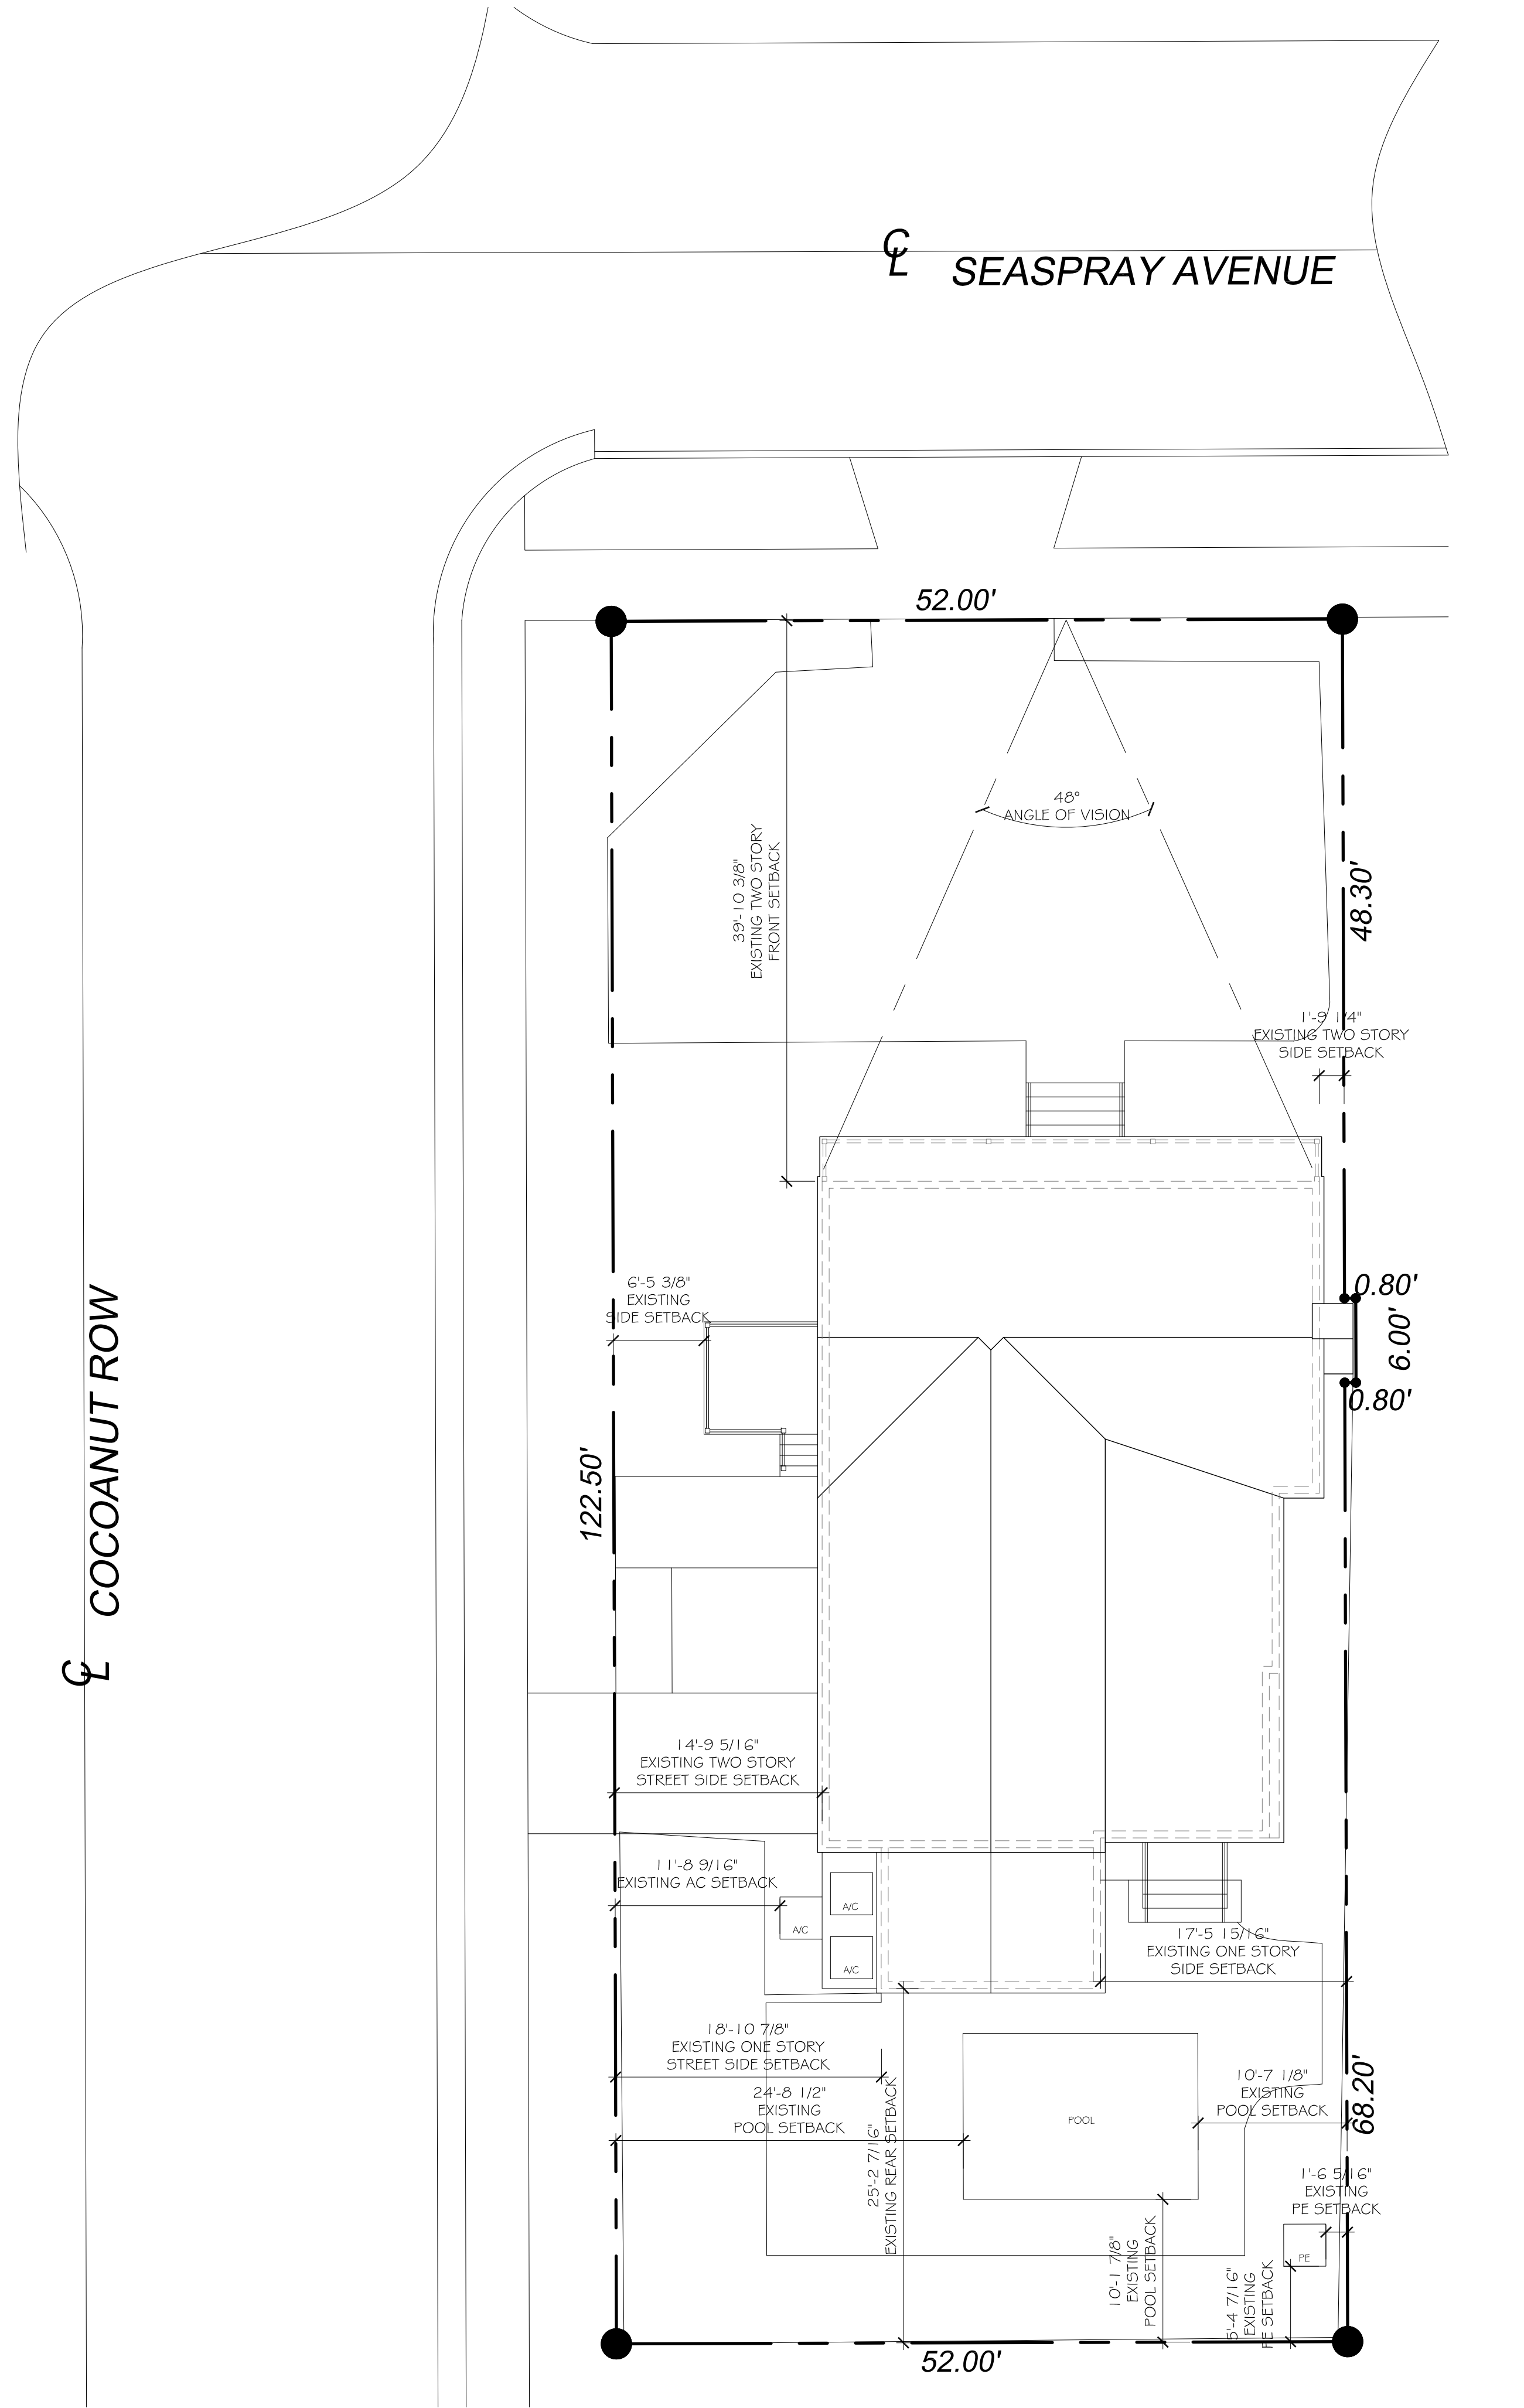 ℄ SEASPRAY AVENUE
52.00'
48°
ANGLE OF VISION
39'-10 3/8"
EXISTING TWO STORY
FRONT SETBACK
48.30'
1'-9 1/4"
EXISTING TWO STORY
SIDE SETBACK
6'-5 3/8"
EXISTING
SIDE SETBACK
0.80'
6.00'
0.80'
℄ COCOANUT ROW
122.50'
14'-9 5/16"
EXISTING TWO STORY
STREET SIDE SETBACK
11'-8 9/16"
EXISTING AC SETBACK
A/C
A/C
A/C
17'-5 15/16"
EXISTING ONE STORY
SIDE SETBACK
18'-10 7/8"
EXISTING ONE STORY
STREET SIDE SETBACK
24'-8 1/2"
EXISTING
POOL SETBACK
25'-2 7/16"
EXISTING REAR SETBACK
POOL
10'-7 1/8"
EXISTING
POOL SETBACK
68.20'
1'-6 5/16"
EXISTING
PE SETBACK
PE
10'-1 7/8"
EXISTING
POOL SETBACK
5'-4 7/16"
EXISTING
PE SETBACK
52.00'